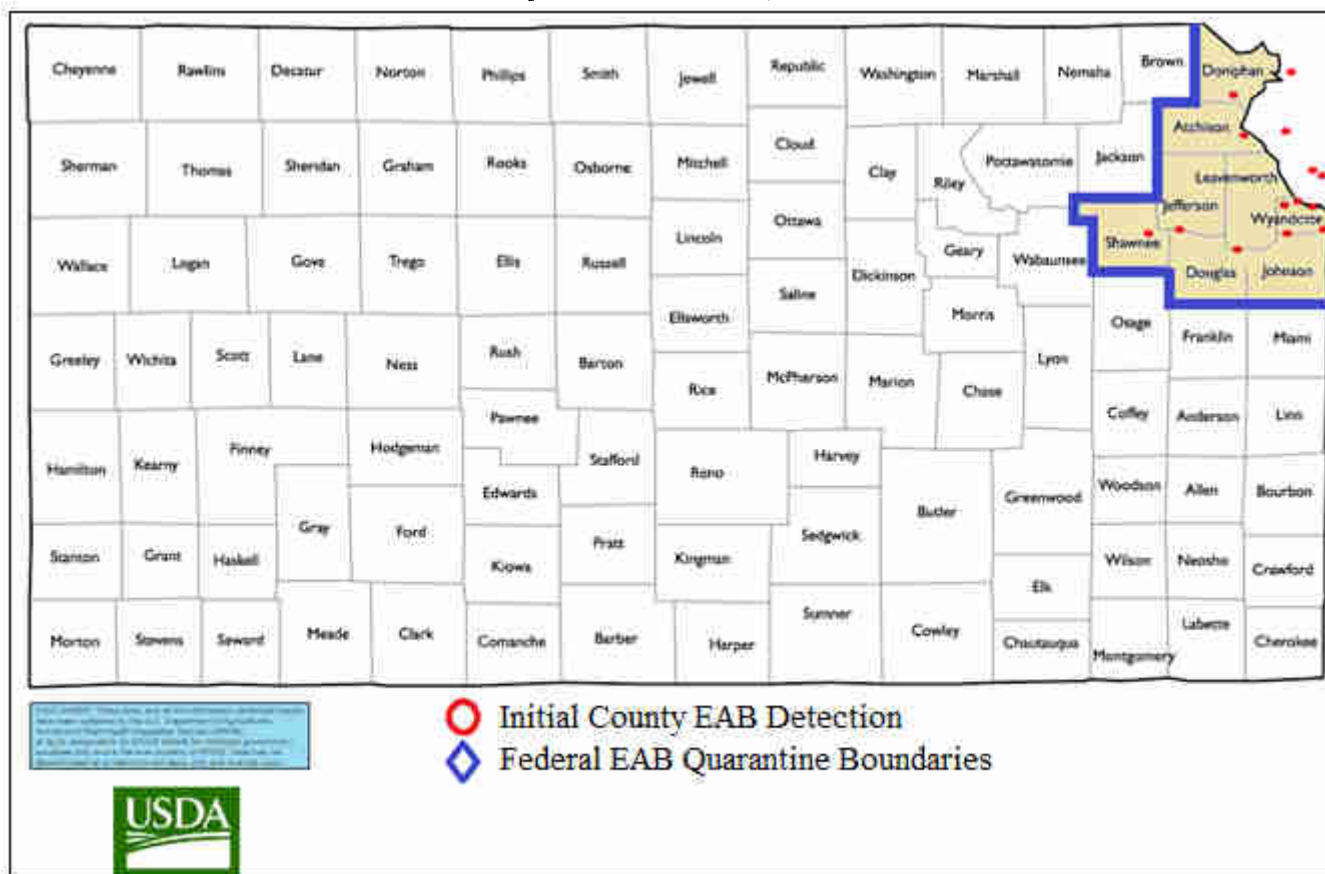 Cheyenne Rawlins Decatur Norton Phillips Smith Jewell Republic Washington Marshall Nemaha Brown Doniphan
Sherman Thomas Sheridan Graham Rooks Osborne Mitchell Cloud Clay Riley Pottawatomie Jackson Atchison
Leavenworth
Jefferson Wyandotte
Wallace Logan Gove Trego Ellis Russell Lincoln Ottawa Dickinson Geary Wabaunsee Shawnee Douglas Johnson
Saline
Ellsworth Morris Osage
Greeley Wichita Scott Lane Ness Rush Barton Rice McPherson Marion Chase Lyon Franklin Miami
Pawnee Coffey Anderson Linn
Hamilton Kearny Finney Hodgeman Edwards Stafford Reno Harvey Butler Greenwood Woodson Allen Bourbon
Stanton Grant Haskell Gray Ford Kiowa Pratt Kingman Sedgwick Elk Wilson Neosho Crawford
Morton Stevens Seward Meade Clark Comanche Barber Harper Sumner Cowley Chautauqua Montgomery Labette Cherokee
Initial County EAB Detection
Federal EAB Quarantine Boundaries
USDA